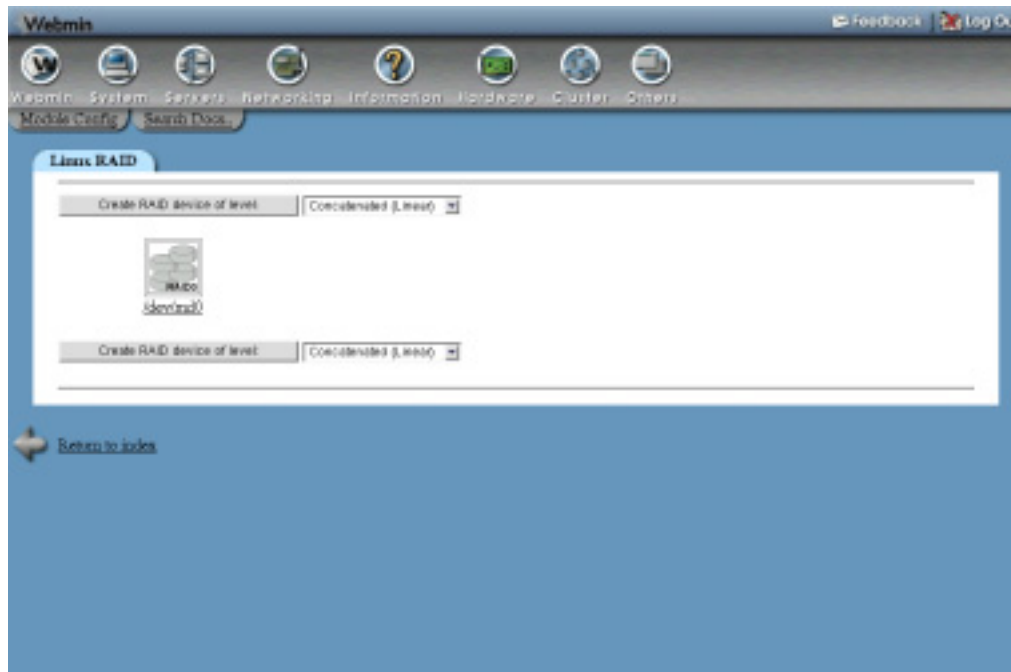 Webmin
Feedback
Log Ou
Webmin System Servers Networking Information Hardware Cluster Others
Module Config Search Docs..
Linux RAID
Create RAID device of level: Concatenated (Linear)
RAID0
/dev/md0
Create RAID device of level: Concatenated (Linear)
Return to index